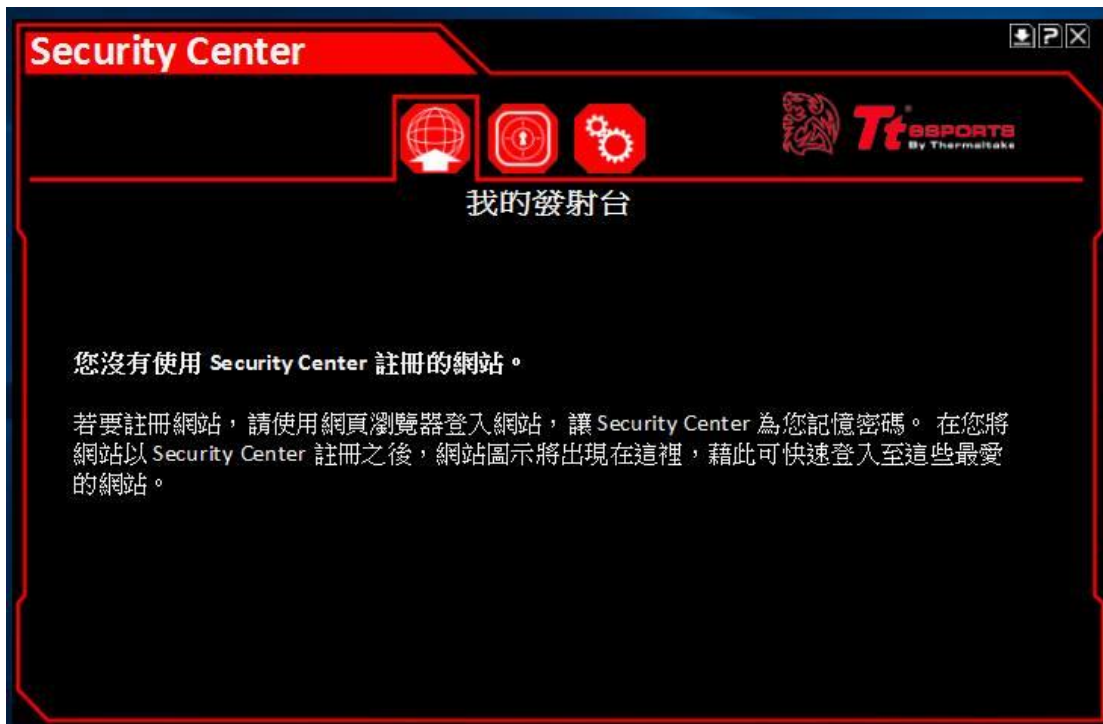 Security Center
Tt eSPORTS
By Thermaltake
我的發射台
您沒有使用 Security Center 註冊的網站。
若要註冊網站，請使用網頁瀏覽器登入網站，讓 Security Center 為您記憶密碼。 在您將
網站以 Security Center 註冊之後，網站圖示將出現在這裡，藉此可快速登入至這些最愛
的網站。